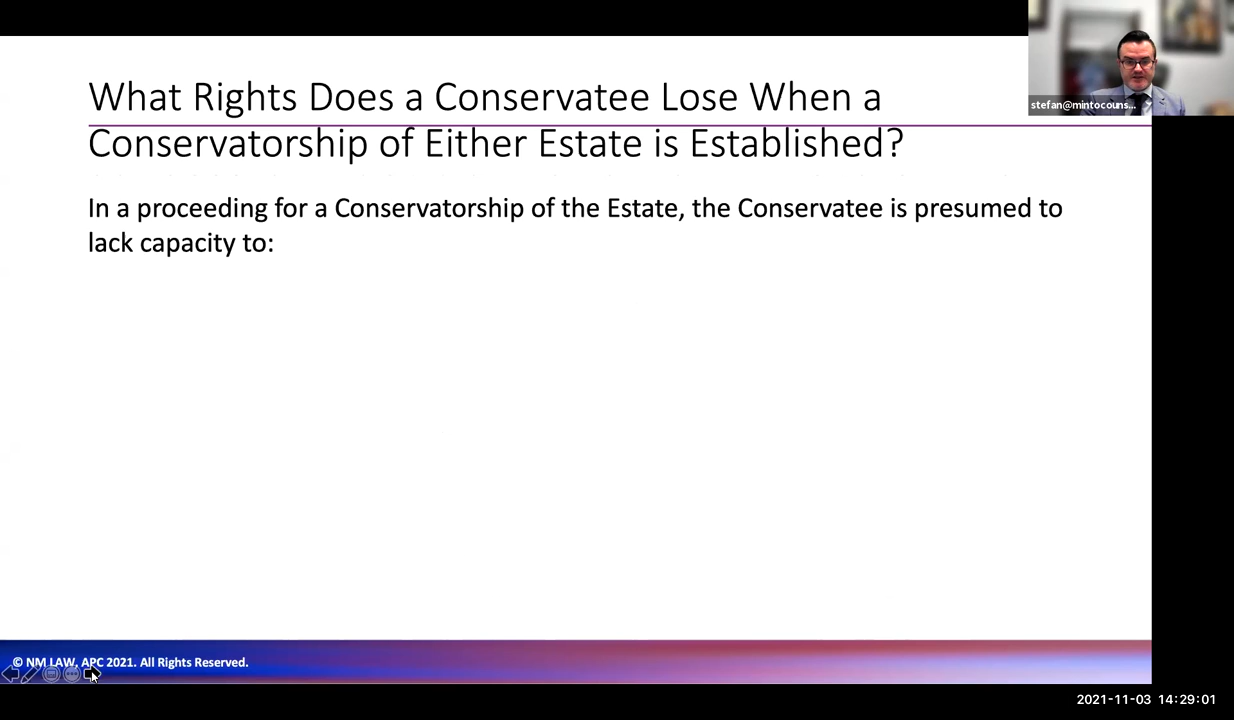 What Rights Does a Conservatee Lose When a
Conservatorship of Either Estate is Established?
stefan@mintocouns...
In a proceeding for a Conservatorship of the Estate, the Conservatee is presumed to
lack capacity to:
© NM LAW, APC 2021. All Rights Reserved.
2021-11-03 14:29:01